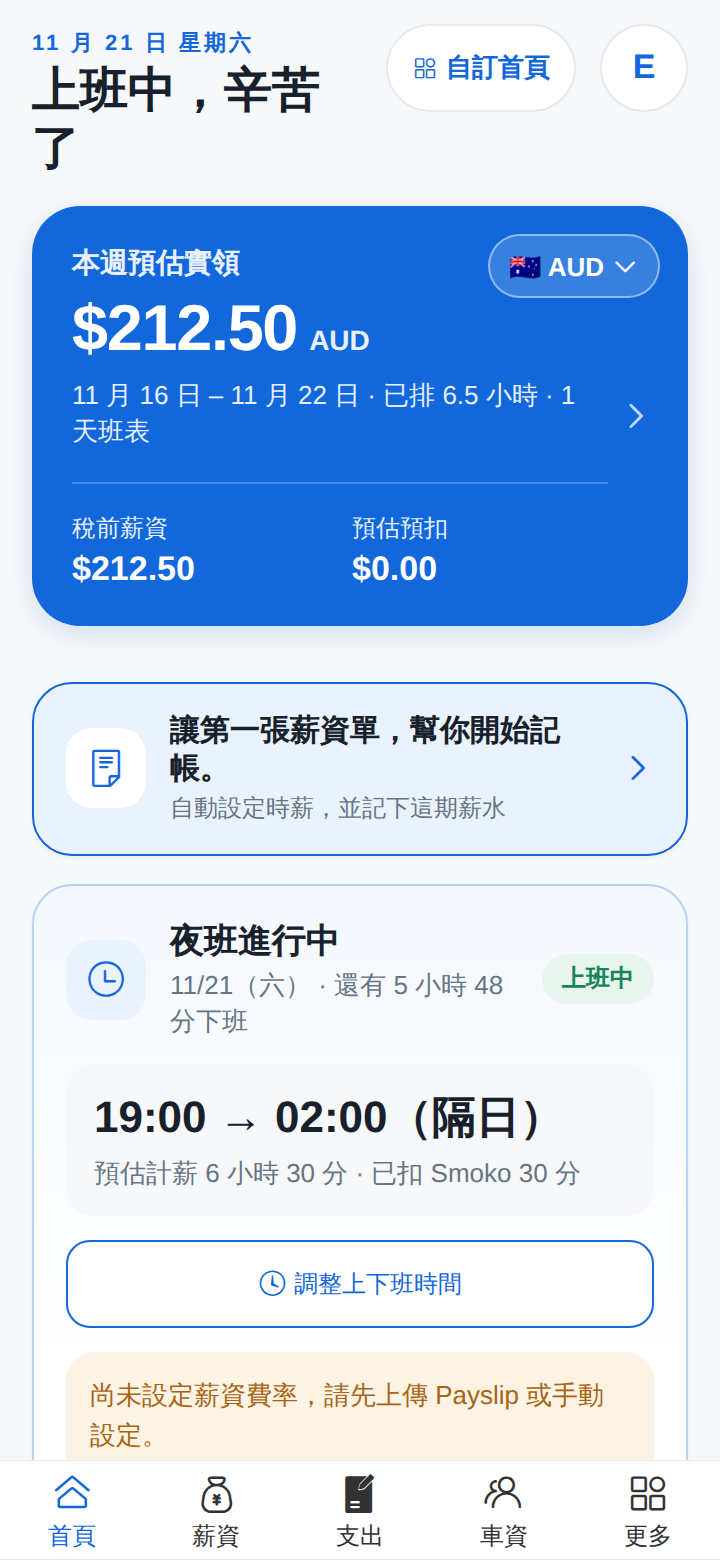 11 月 21 日 星期六
上班中，辛苦
了
自訂首頁
E
本週預估實領
AUD
$212.50 AUD
11 月 16 日 – 11 月 22 日 · 已排 6.5 小時 · 1
天班表
稅前薪資
預估預扣
$212.50
$0.00
讓第一張薪資單，幫你開始記
帳。
自動設定時薪，並記下這期薪水
夜班進行中
11/21（六） · 還有 5 小時 48
分下班
上班中
19:00 → 02:00（隔日）
預估計薪 6 小時 30 分 · 已扣 Smoko 30 分
調整上下班時間
尚未設定薪資費率，請先上傳 Payslip 或手動
設定。
首頁
薪資
支出
車資
更多